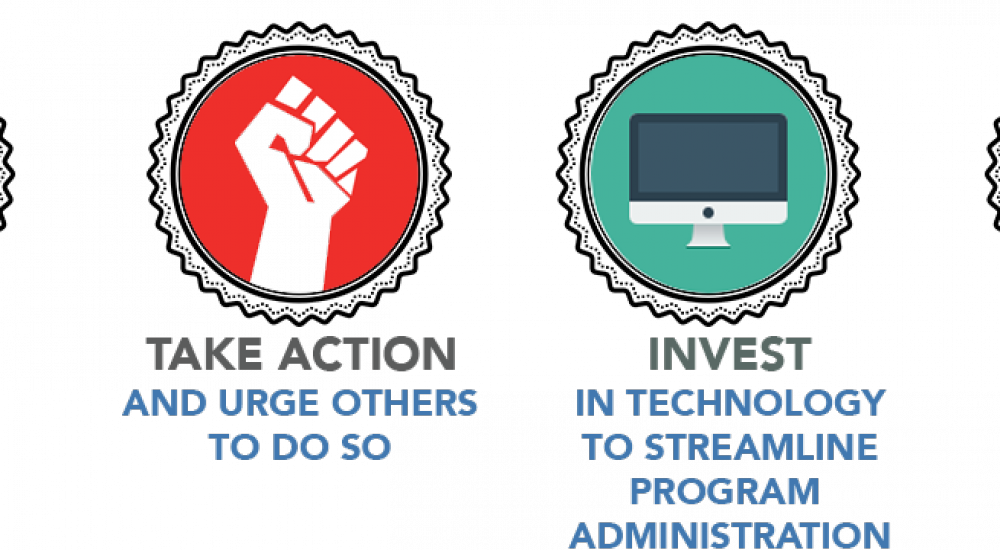 TAKE ACTION
AND URGE OTHERS
TO DO SO
INVEST
IN TECHNOLOGY
TO STREAMLINE
PROGRAM
ADMINISTRATION